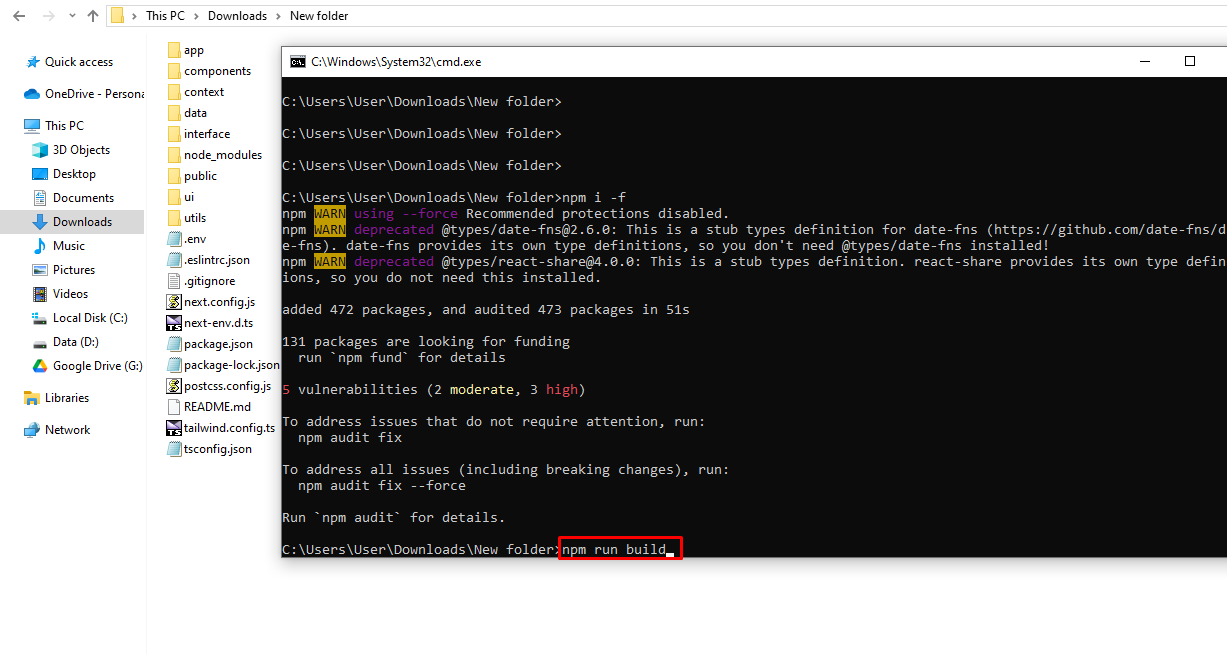 This PC > Downloads > New folder
Quick access
OneDrive - Persona
This PC
3D Objects
Desktop
Documents
Downloads
Music
Pictures
Videos
Local Disk (C:)
Data (D:)
Google Drive (G:)
Libraries
Network
app
components
context
data
interface
node_modules
public
ui
utils
.env
.eslintrc.json
.gitignore
next.config.js
next-env.d.ts
package.json
package-lock.json
postcss.config.js
README.md
tailwind.config.ts
tsconfig.json
C:\Windows\System32\cmd.exe
C:\Users\User\Downloads\New folder>
C:\Users\User\Downloads\New folder>
C:\Users\User\Downloads\New folder>
C:\Users\User\Downloads\New folder>npm i -f
npm WARN using --force Recommended protections disabled.
npm WARN deprecated @types/date-fns@2.6.0: This is a stub types definition for date-fns (https://github.com/date-fns/d
e-fns). date-fns provides its own type definitions, so you don't need @types/date-fns installed!
npm WARN deprecated @types/react-share@4.0.0: This is a stub types definition. react-share provides its own type defin
ions, so you do not need this installed.
added 472 packages, and audited 473 packages in 51s
131 packages are looking for funding
run `npm fund` for details
5 vulnerabilities (2 moderate, 3 high)
To address issues that do not require attention, run:
npm audit fix
To address all issues (including breaking changes), run:
npm audit fix --force
Run `npm audit` for details.
C:\Users\User\Downloads\New folder>npm run build